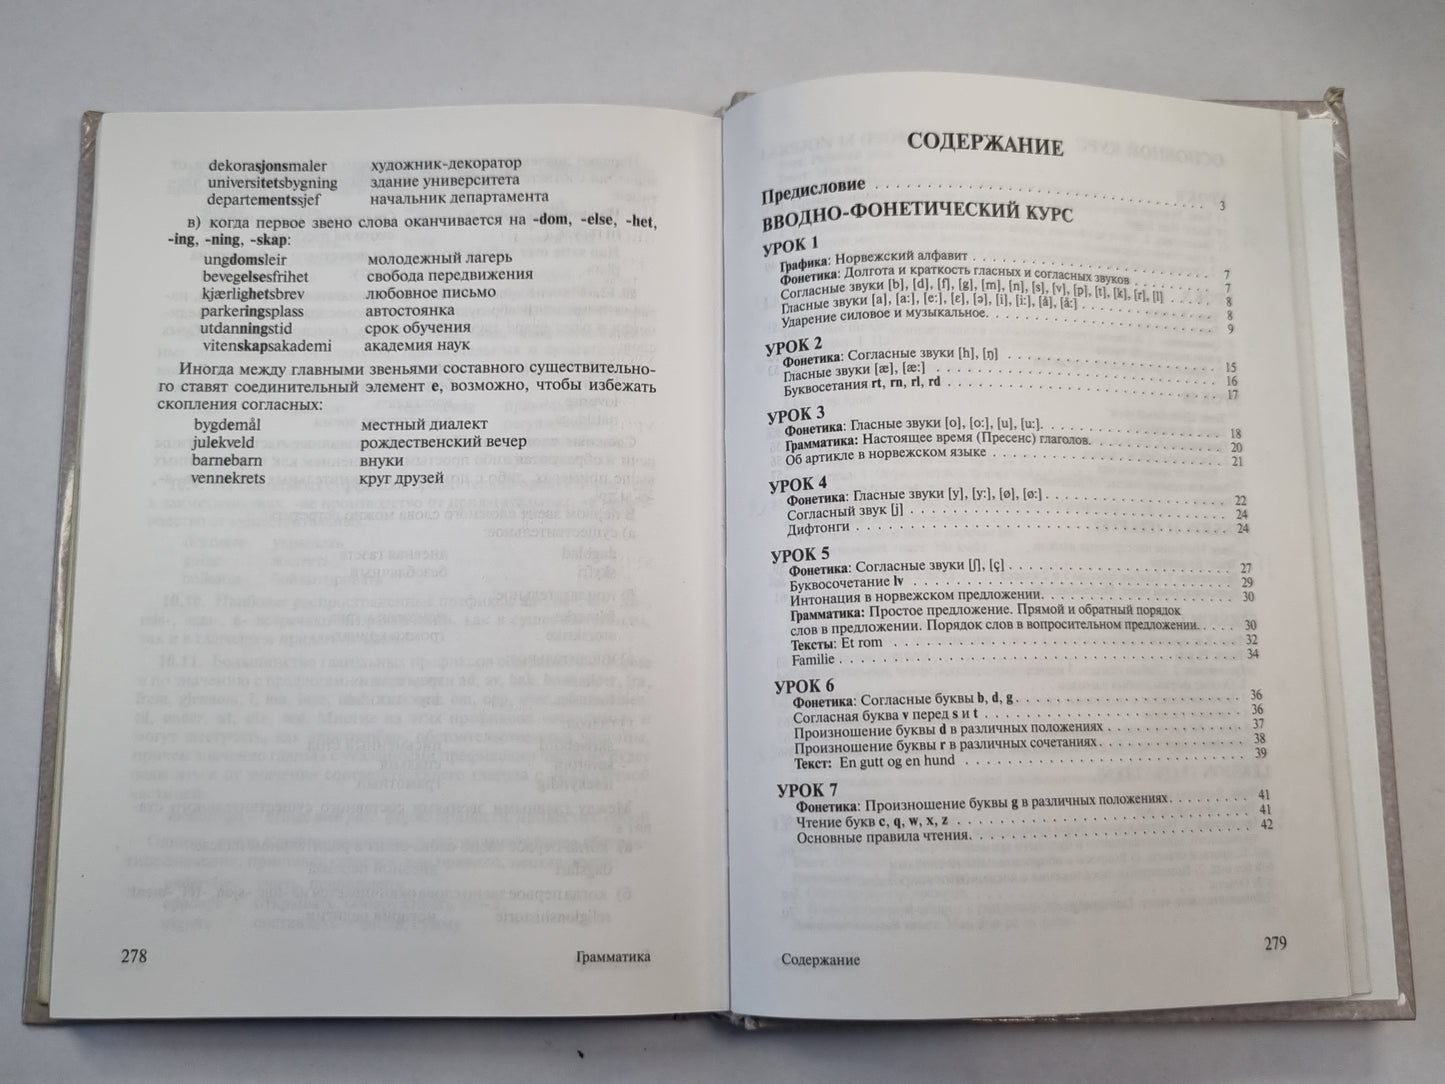 dekorasjonsmaler художник-декоратор
universitetsbygning здание университета
departementssjef начальник департамента
в) когда первое звено слова оканчивается на -dom, -else, -het,
-ing, -ning, -skap:
ungdomsleir молодежный лагерь
bevegelsesfrihet свобода передвижения
kjærlighetsbrev любовное письмо
parkeringsplass автостоянка
utdanningstid срок обучения
vitenskapsakademi академия наук
Иногда между главными звеньями составного существительно-
го ставят соединительный элемент e, возможно, чтобы избежать
скопления согласных:
bygdemål местный диалект
julekveld рождественский вечер
barnebarn внуки
vennekrets круг друзей
278 Грамматика
СОДЕРЖАНИЕ
Предисловие 3
ВВОДНО-ФОНЕТИЧЕСКИЙ КУРС
УРОК 1
Графика: Норвежский алфавит 7
Фонетика: Долгота и краткость гласных и согласных звуков 7
Согласные звуки [b], [d], [f], [g], [m], [n], [s], [v], [p], [t], [k], [r], [l] 8
Гласные звуки [a], [a:], [e:], [ɛ], [ə], [i], [i:], [å], [å:] 8
Ударение силовое и музыкальное. 9
УРОК 2
Фонетика: Согласные звуки [h], [ŋ] 15
Гласные звуки [æ], [æ:] 16
Буквосетания rt, rn, rl, rd 17
УРОК 3
Фонетика: Гласные звуки [o], [o:], [u], [u:]. 18
Грамматика: Настоящее время (Пресенс) глаголов. 20
Об артикле в норвежском языке 21
УРОК 4
Фонетика: Гласные звуки [y], [y:], [ø], [ø:] 22
Согласный звук [j] 24
Дифтонги 24
УРОК 5
Фонетика: Согласные звуки [ʃ], [ç] 27
Буквосочетание lv 29
Интонация в норвежском предложении. 30
Грамматика: Простое предложение. Прямой и обратный порядок
слов в предложении. Порядок слов в вопросительном предложении. 30
Тексты: Et rom 32
Familie 34
УРОК 6
Фонетика: Согласные буквы b, d, g 36
Согласная буква v перед s и t 36
Произношение буквы d в различных положениях 37
Произношение буквы r в различных сочетаниях 38
Текст: En gutt og en hund 39
УРОК 7
Фонетика: Произношение буквы g в различных положениях 41
Чтение букв c, q, w, x, z 41
Основные правила чтения. 42
Содержание 279